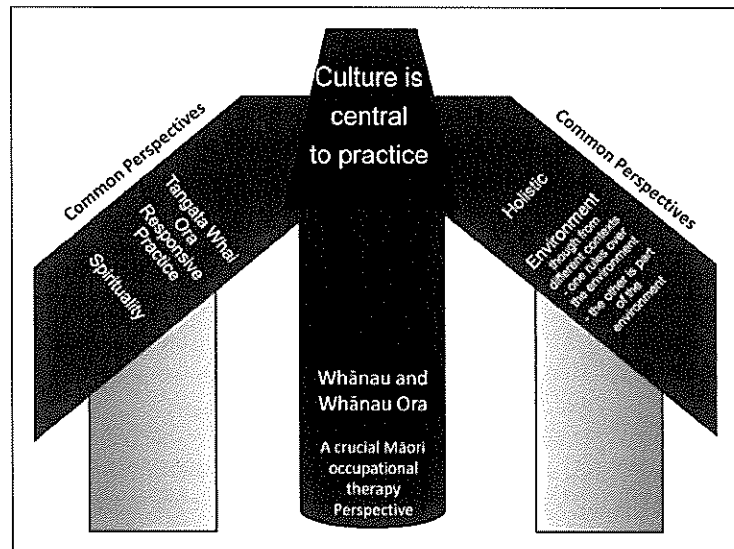 Culture is
central
to practice
Common Perspectives
Tangata Whai
Ora
Responsive
Practice
Spirituality
Common Perspectives
Holistic
Environment
though from
different contexts
- one rules over
the environment
- the other is part
of the
environment
Whānau and
Whānau Ora
A crucial Māori
occupational
therapy
Perspective